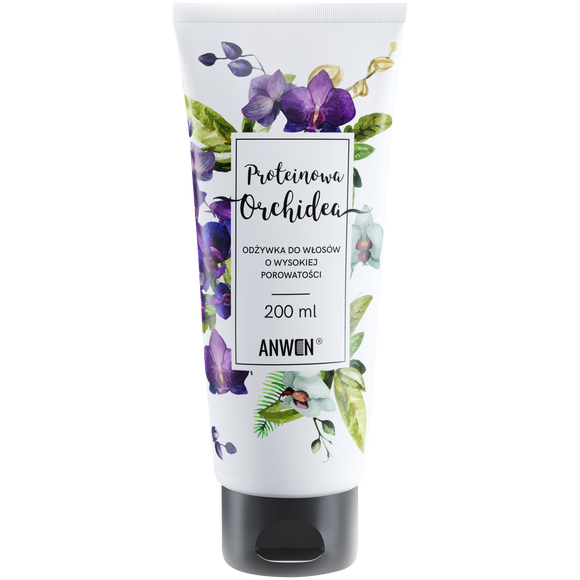 Proteinowa
Orchidea
ODŻYWKA DO WŁOSÓW
O WYSOKIEJ
POROWATOŚCI
200 ml
ANWEN®